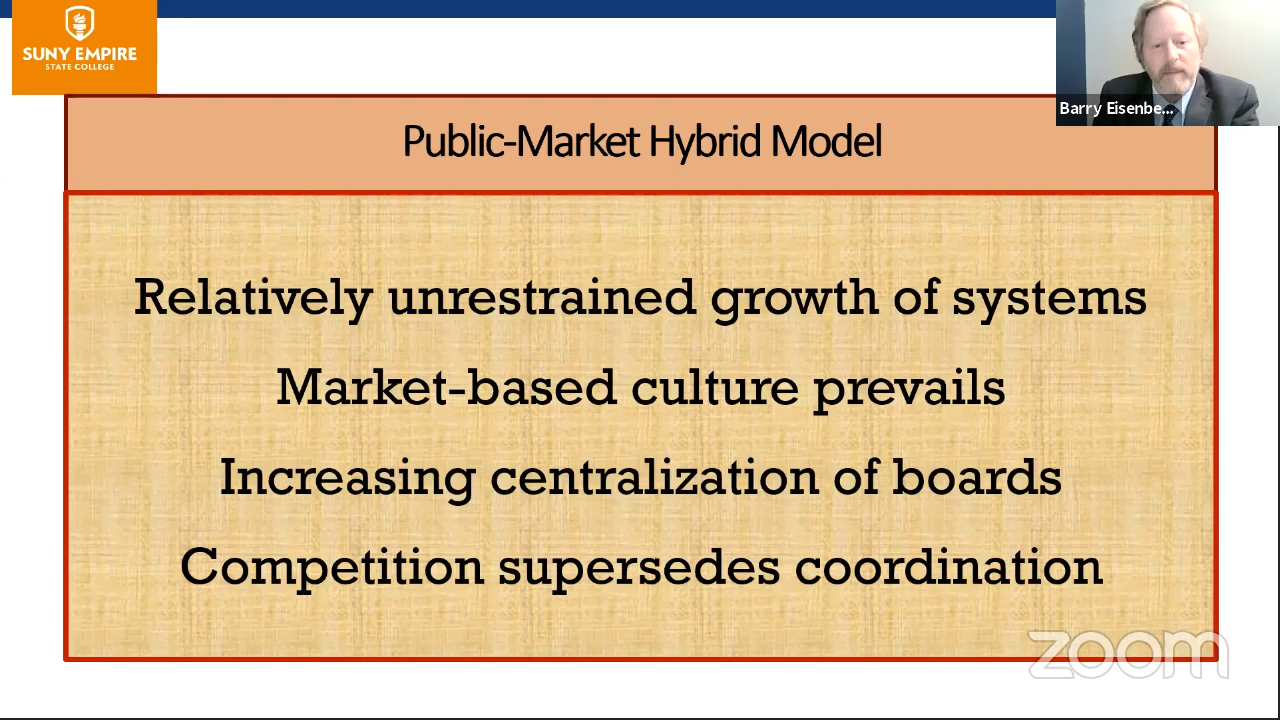 SUNY EMPIRE
STATE COLLEGE
Barry Eisenbe...
Public-Market Hybrid Model
Relatively unrestrained growth of systems
Market-based culture prevails
Increasing centralization of boards
Competition supersedes coordination
zoom